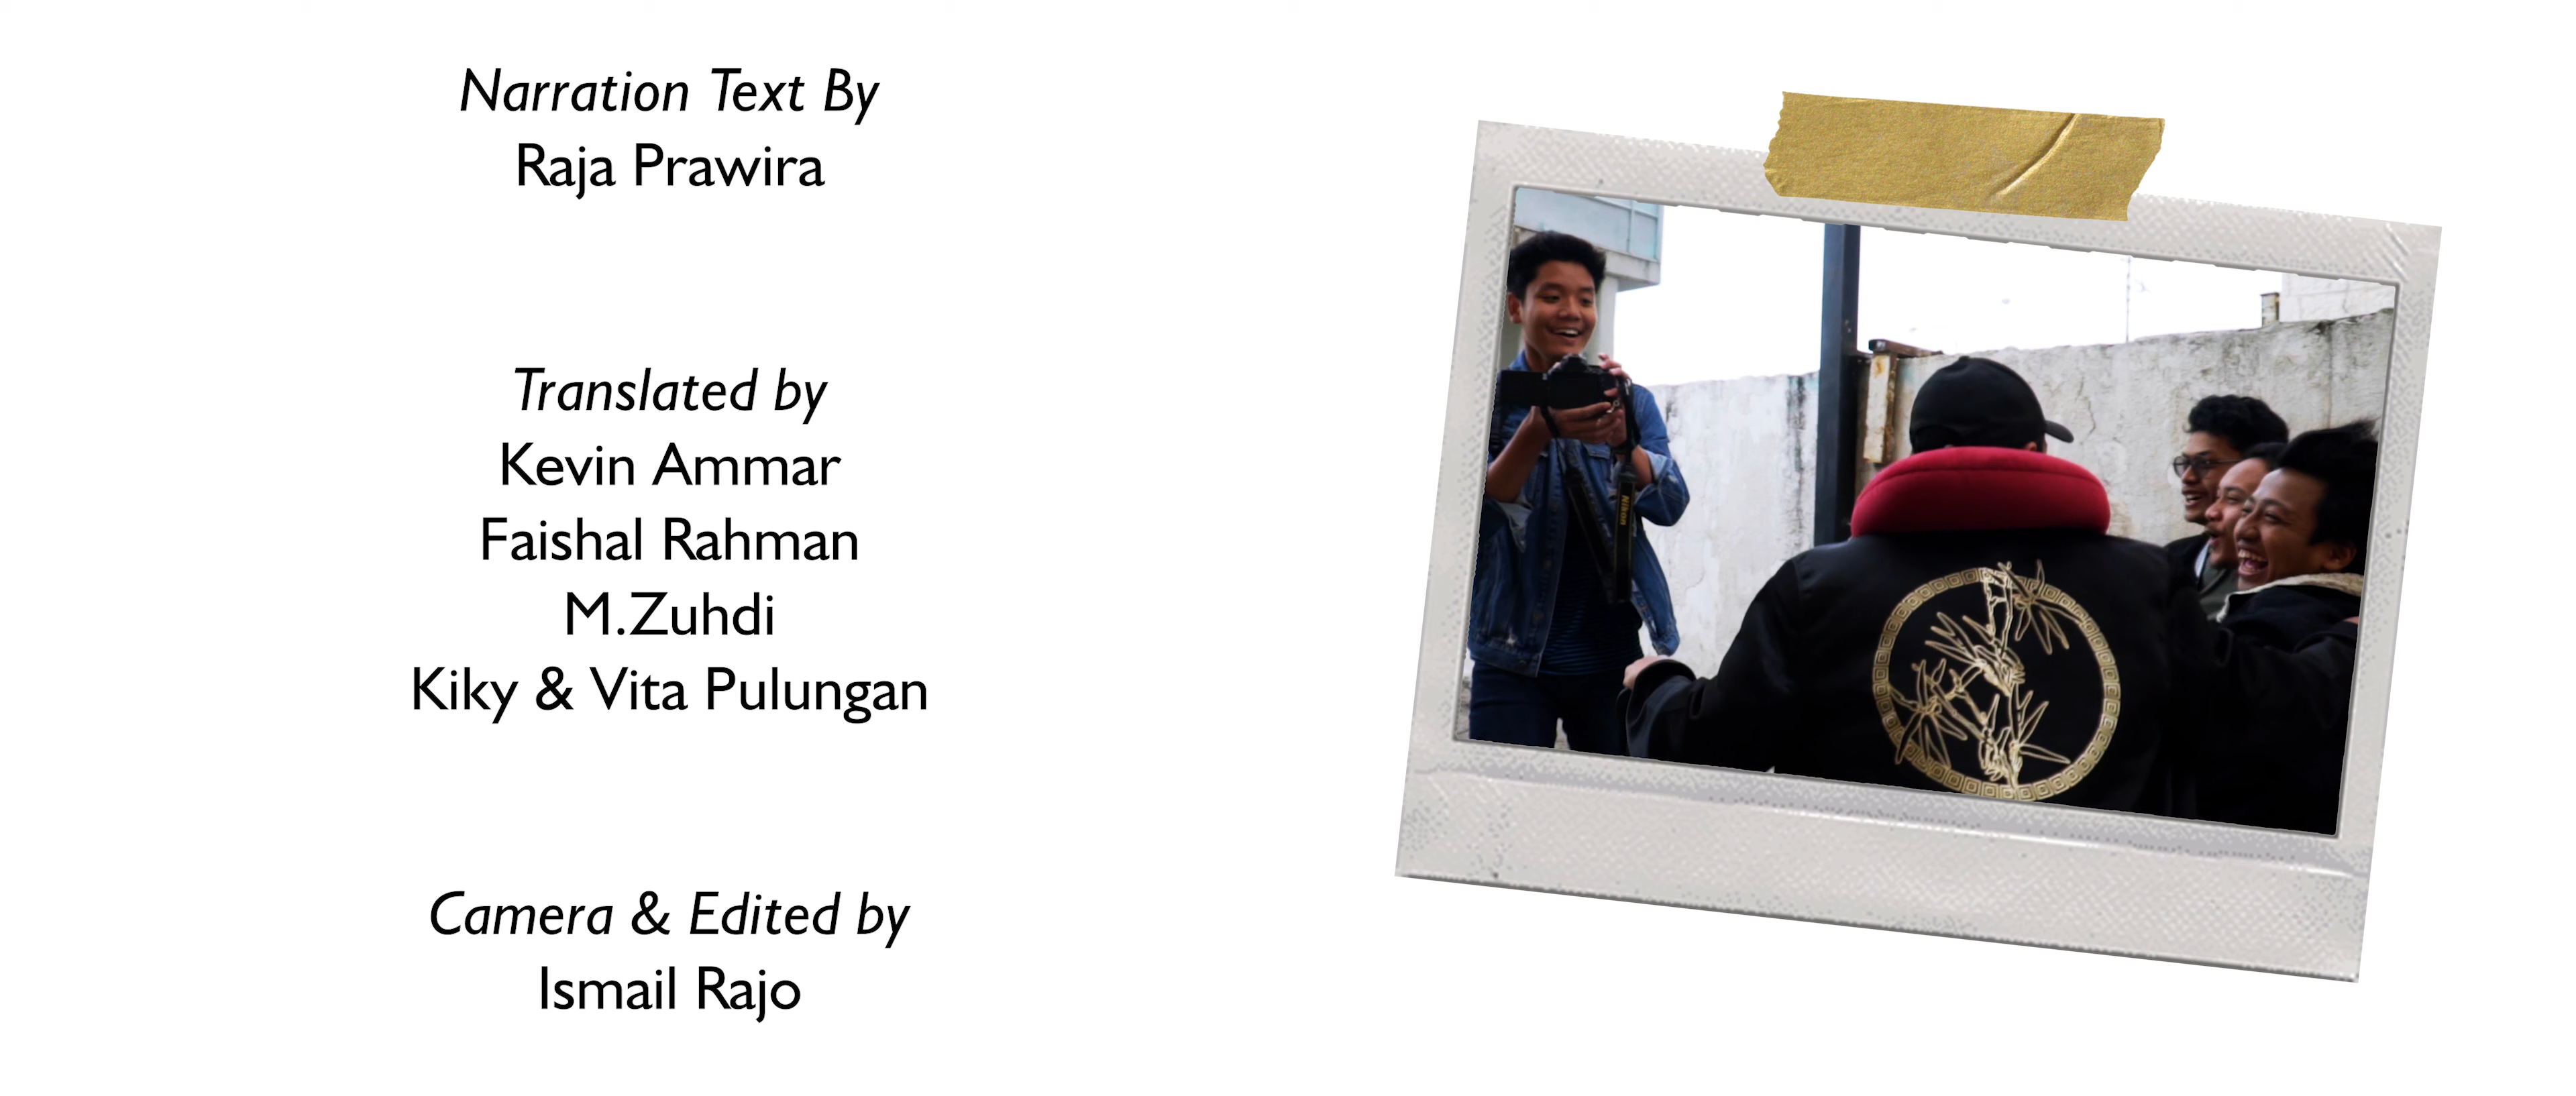 Narration Text By
Raja Prawira
Translated by
Kevin Ammar
Faishal Rahman
M.Zuhdi
Kiky & Vita Pulungan
Camera & Edited by
Ismail Rajo
Nikon